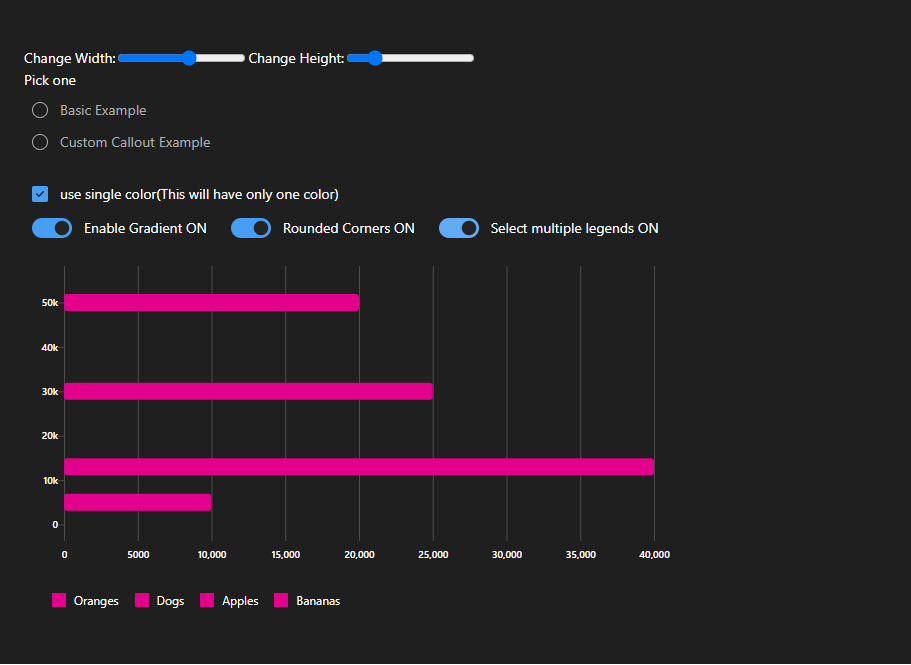 Change Width: Change Height:
Pick one
Basic Example
Custom Callout Example
use single color(This will have only one color)
Enable Gradient ON Rounded Corners ON Select multiple legends ON
50k
40k
30k
20k
10k
0
0 5000 10,000 15,000 20,000 25,000 30,000 35,000 40,000
Oranges Dogs Apples Bananas